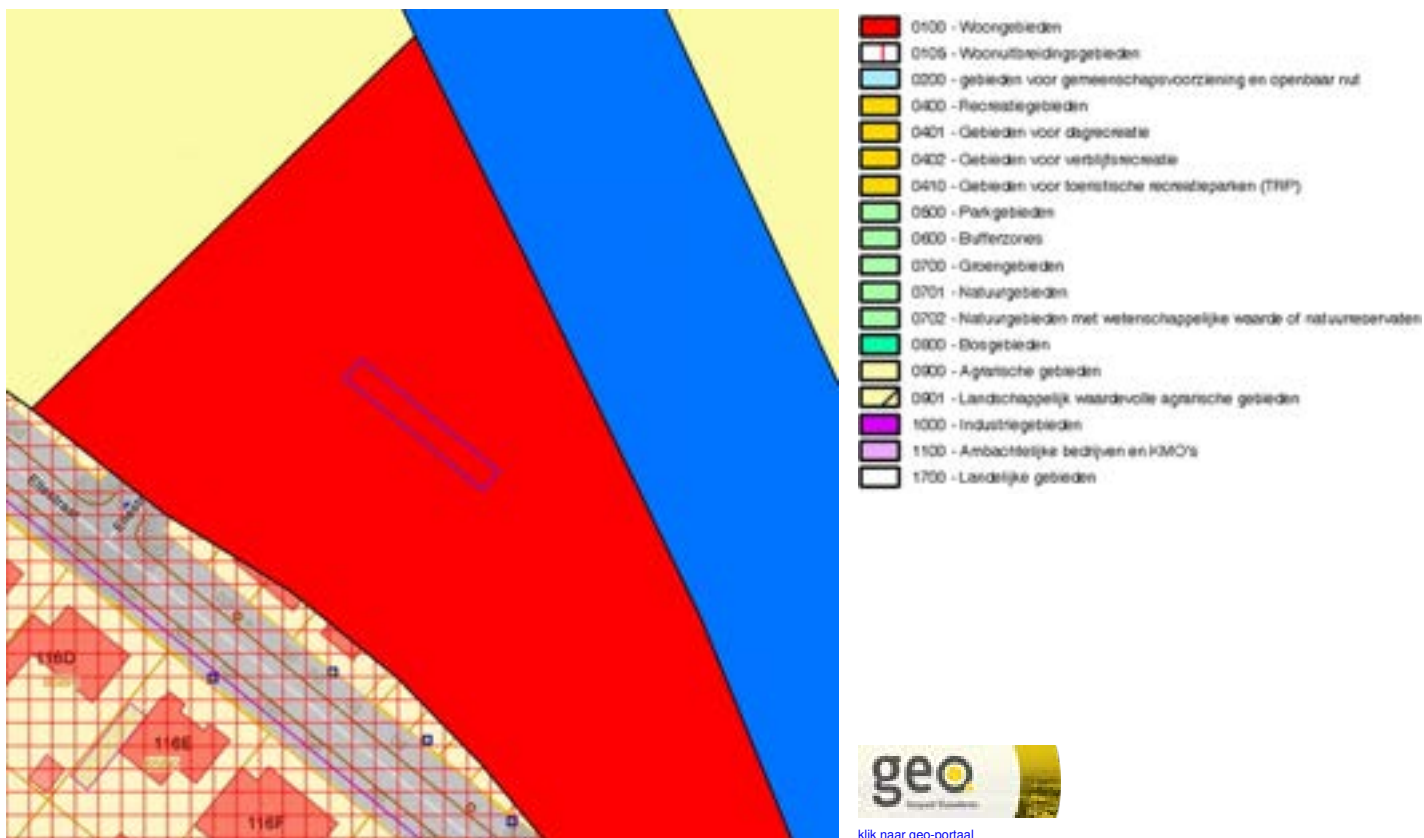 0100 - Woongebieden
0105 - Woonuitbreidingsgebieden
0200 - gebieden voor gemeenschapsvoorziening en openbaar nut
0400 - Recreatiegebieden
0401 - Gebieden voor dagrecreatie
0402 - Gebieden voor verblijfsrecreatie
0410 - Gebieden voor toeristische recreatieparken (TRP)
0500 - Parkgebieden
0600 - Bufferzones
0700 - Groengebieden
0701 - Natuurgebieden
0702 - Natuurgebieden met wetenschappelijke waarde of natuurreservaten
0800 - Bosgebieden
0900 - Agrarische gebieden
0901 - Landschappelijk waardevolle agrarische gebieden
1000 - Industriegebieden
1100 - Ambachtelijke bedrijven en KMO's
1700 - Landelijke gebieden
116D
116E
116F
geo
klik naar geo-portaal